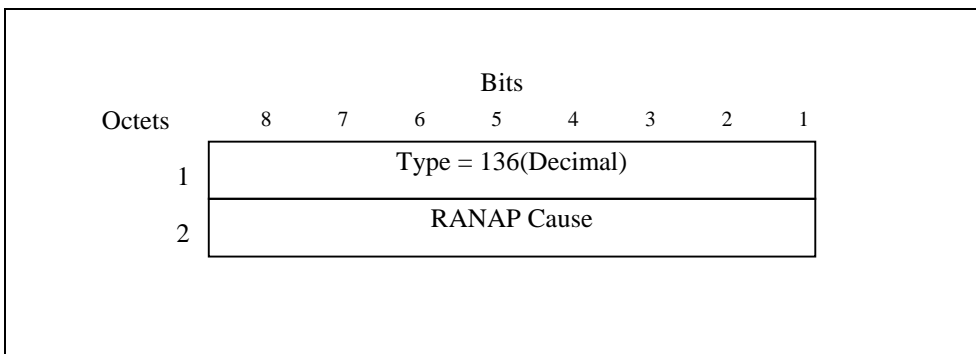 Bits
Octets 8 7 6 5 4 3 2 1
1 Type = 136(Decimal)
2 RANAP Cause